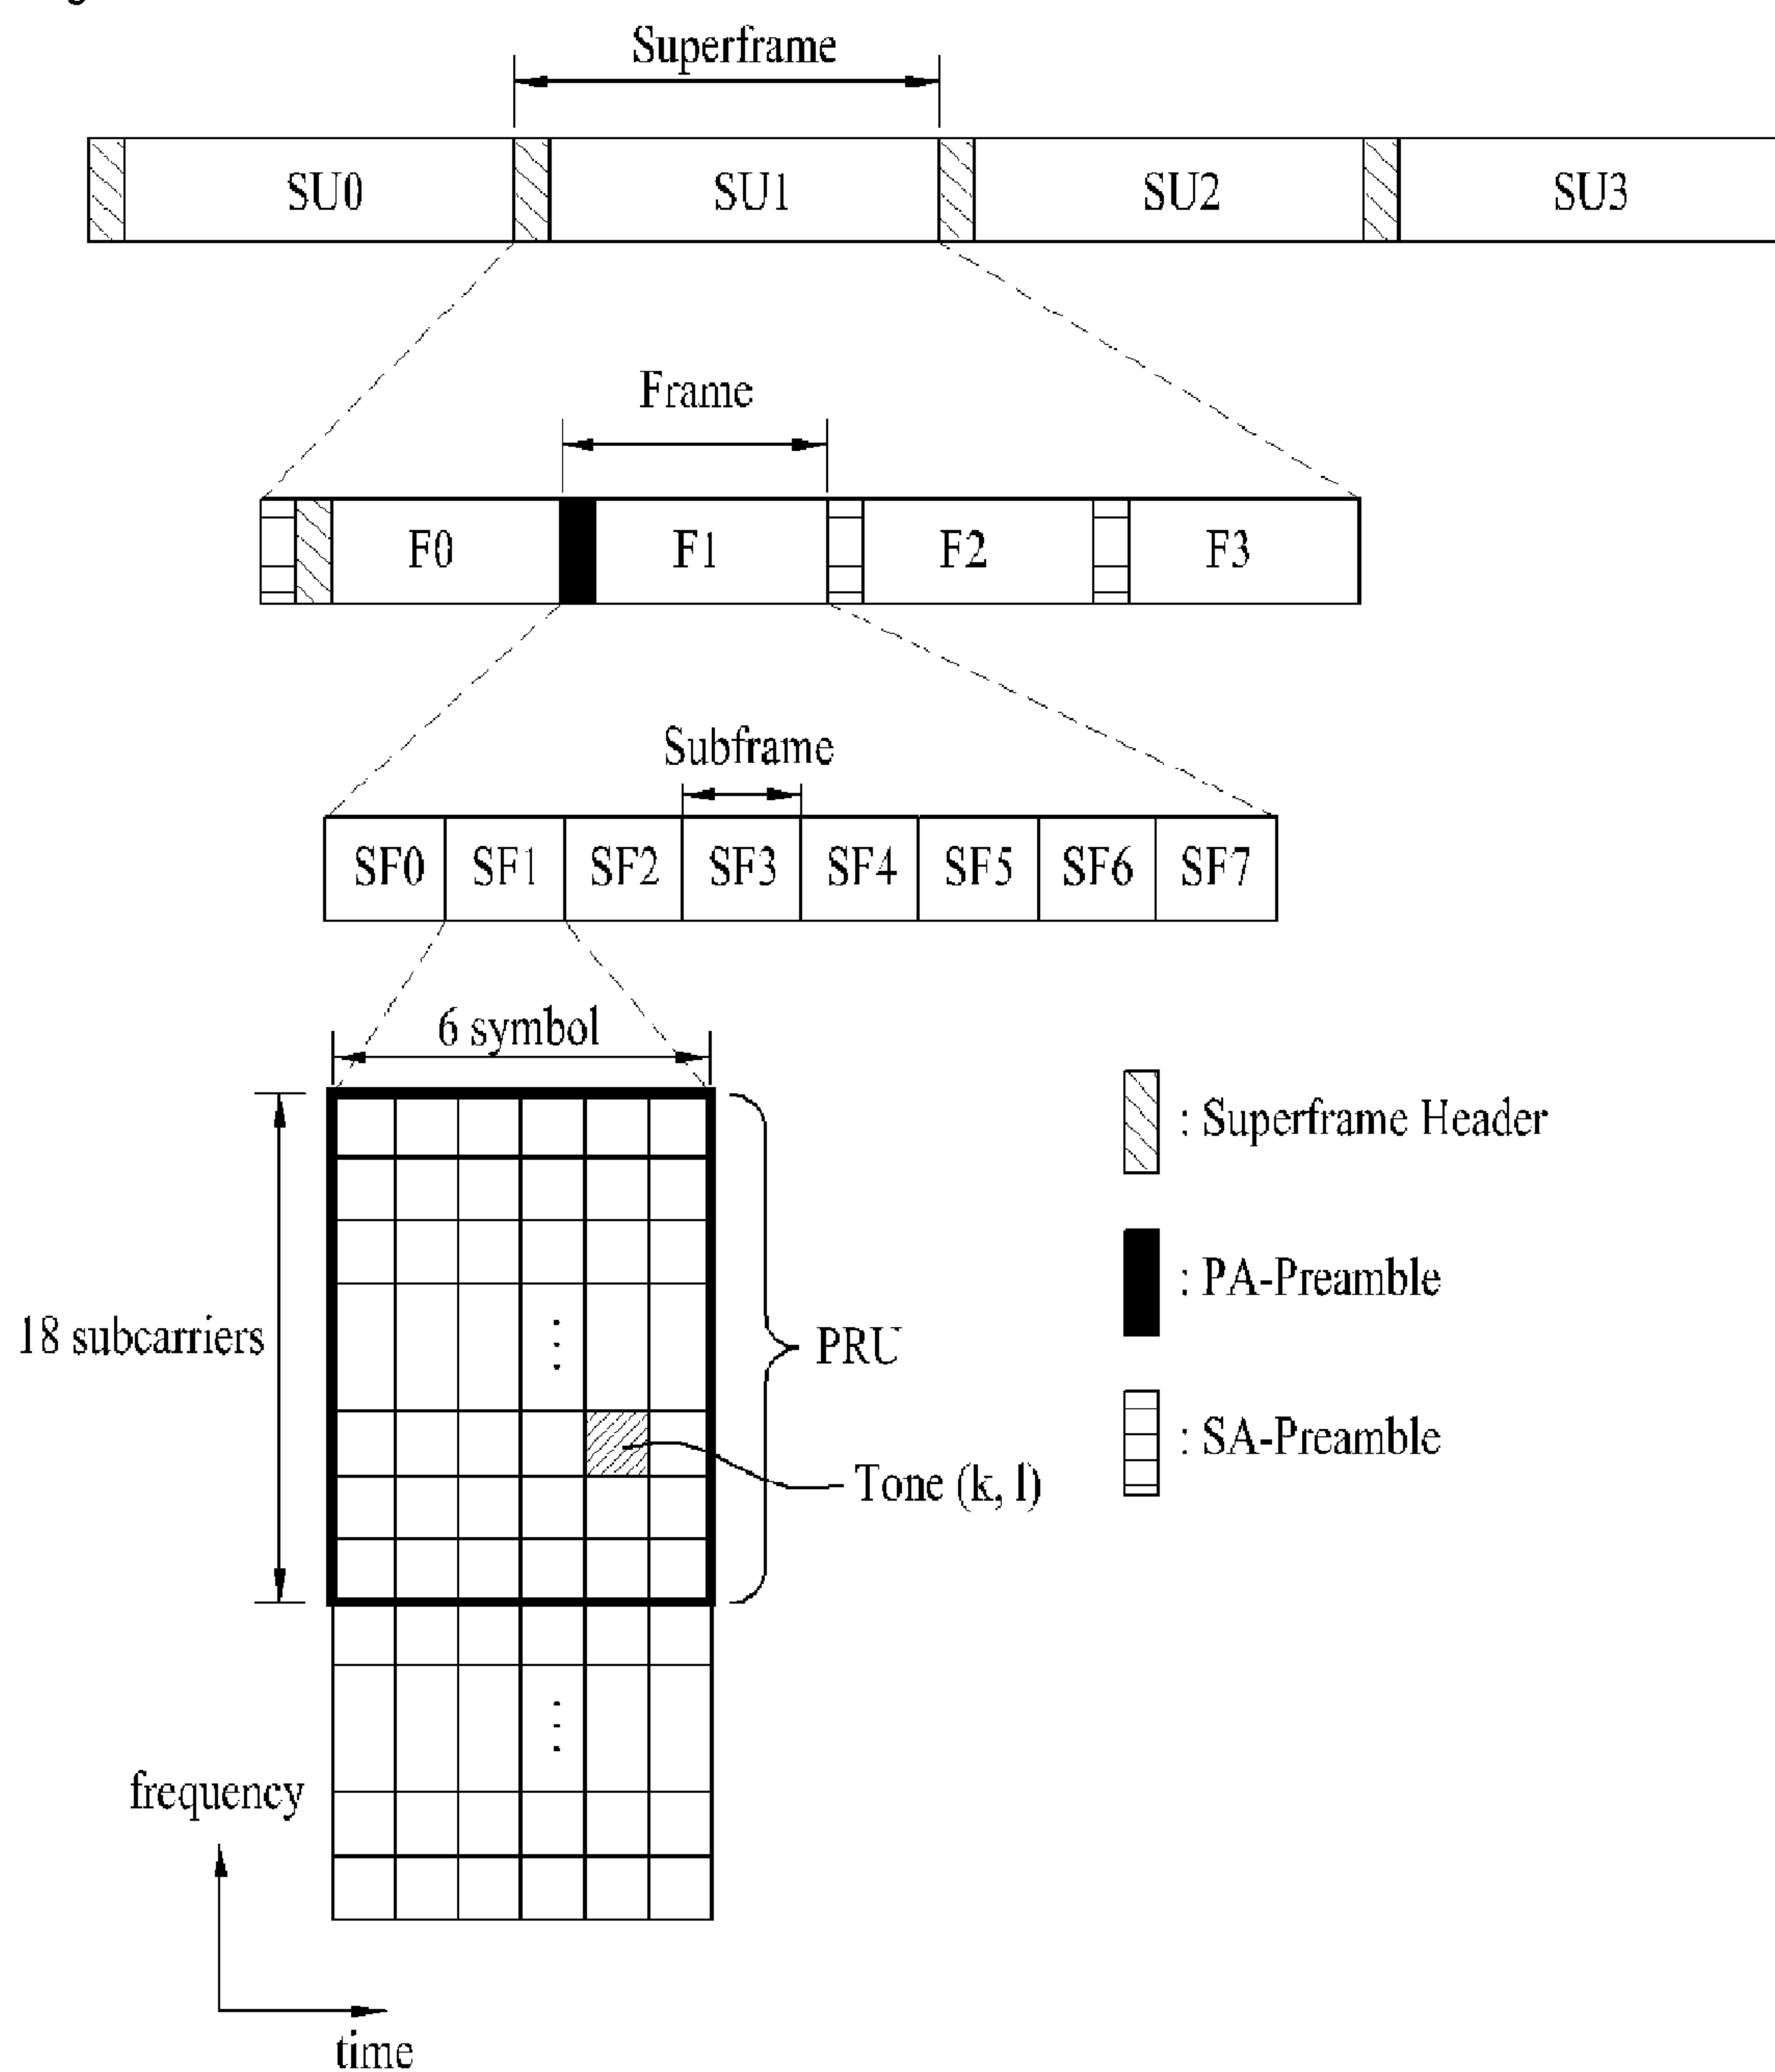 Superframe
SU0 SU1 SU2 SU3
Frame
F0 F1 F2 F3
Subframe
SF0 SF1 SF2 SF3 SF4 SF5 SF6 SF7
6 symbol
18 subcarriers
PRU
Tone (k, l)
: Superframe Header
: PA-Preamble
: SA-Preamble
frequency
time